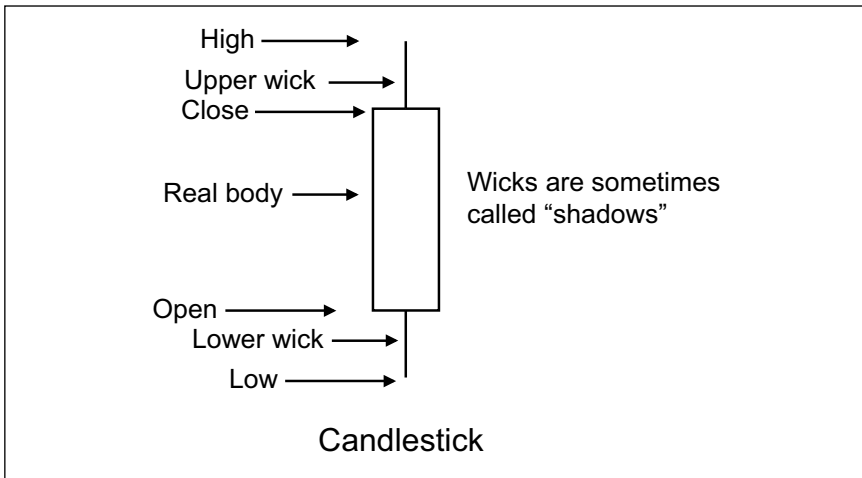 High
Upper wick
Close
Real body
Wicks are sometimes
called “shadows”
Open
Lower wick
Low
Candlestick